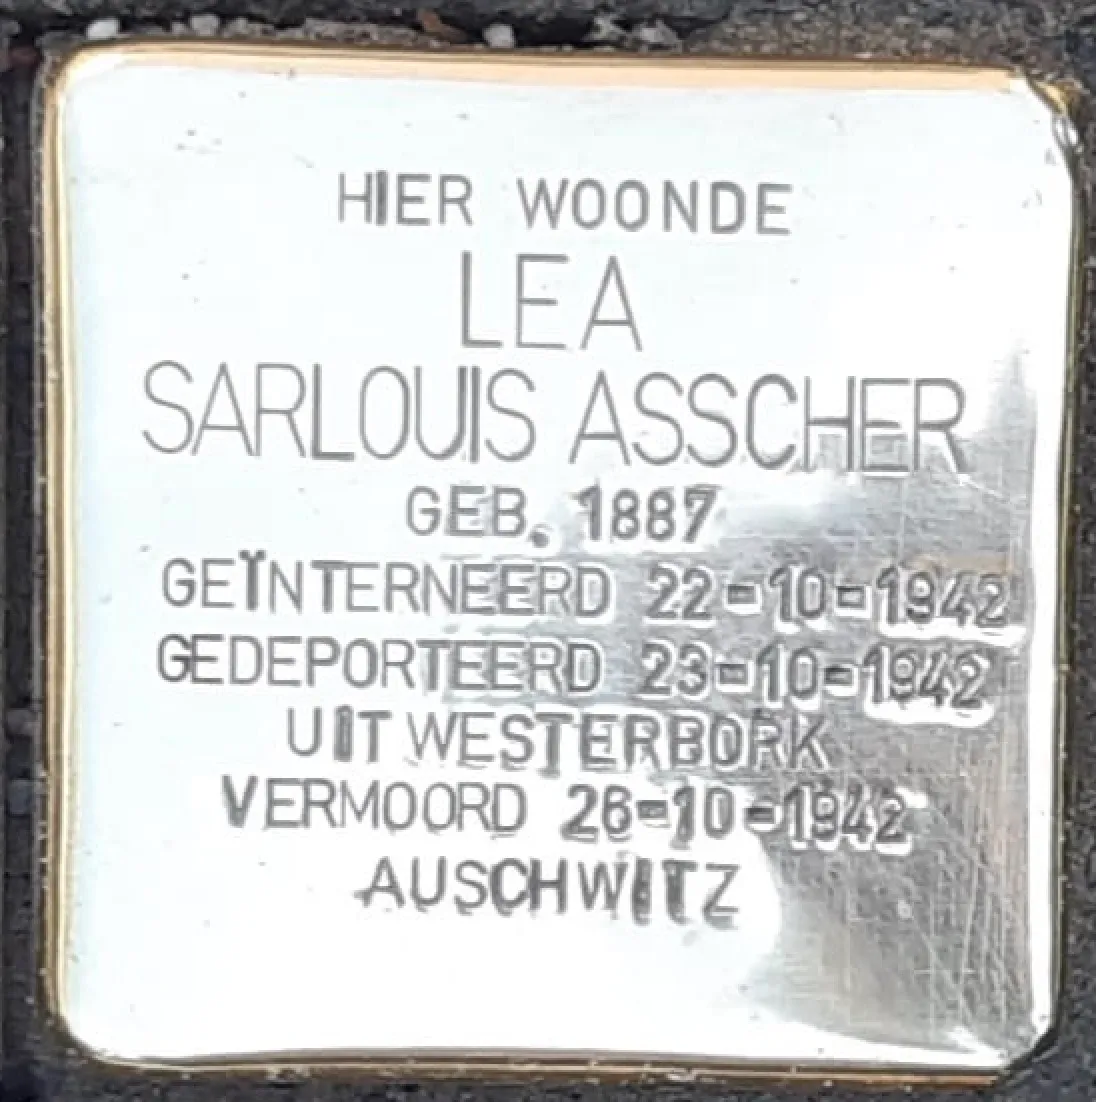 HIER WOONDE
LEA
SARLOUIS ASSCHER
GEB. 1887
GEÏNTERNEERD 22-10-1942
GEDEPORTEERD 23-10-1942
UIT WESTERBORK
VERMOORD 26-10-1942
AUSCHWITZ